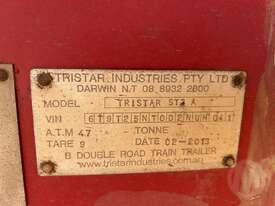 TRISTAR INDUSTRIES PTY LTD
DARWIN N.T 08 8932 2800
MODEL TRISTAR ST3 A
VIN 6T9T25NT002NUH041
A.T.M 47 TONNE
TARE 9 DATE 02-2013
B DOUBLE ROAD TRAIN TRAILER
www.tristarindustries.com.au